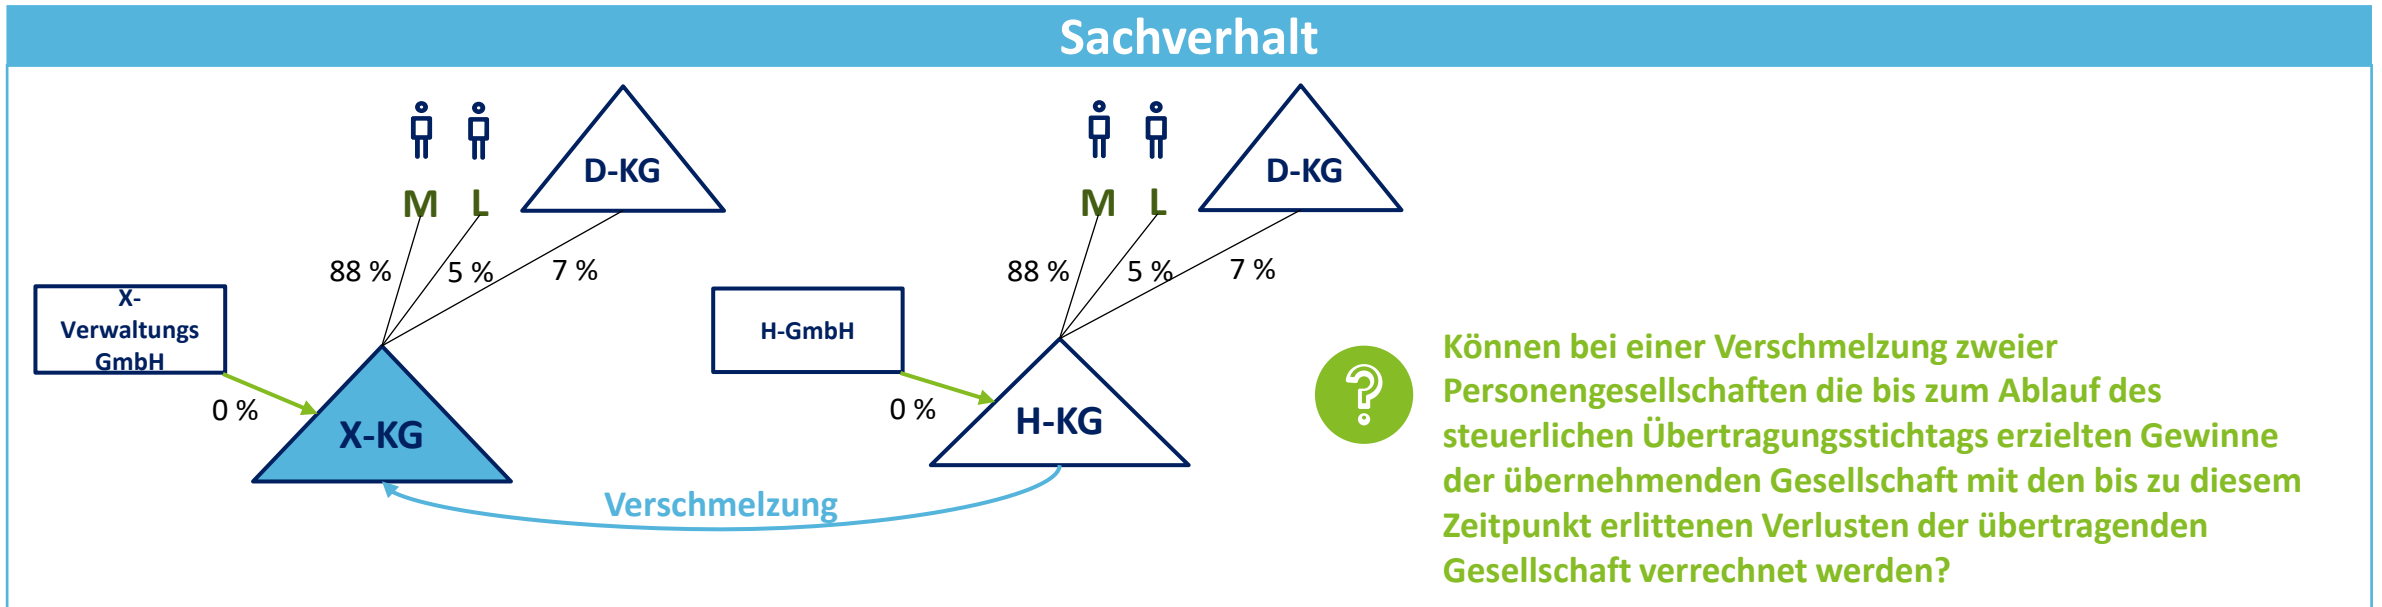 Sachverhalt
D-KG
M L
88 %
5 %
7 %
X-
Verwaltungs
GmbH
0 %
X-KG
D-KG
M L
88 %
5 %
7 %
H-GmbH
0 %
H-KG
Verschmelzung
?
Können bei einer Verschmelzung zweier
Personengesellschaften die bis zum Ablauf des
steuerlichen Übertragungsstichtags erzielten Gewinne
der übernehmenden Gesellschaft mit den bis zu diesem
Zeitpunkt erlittenen Verlusten der übertragenden
Gesellschaft verrechnet werden?